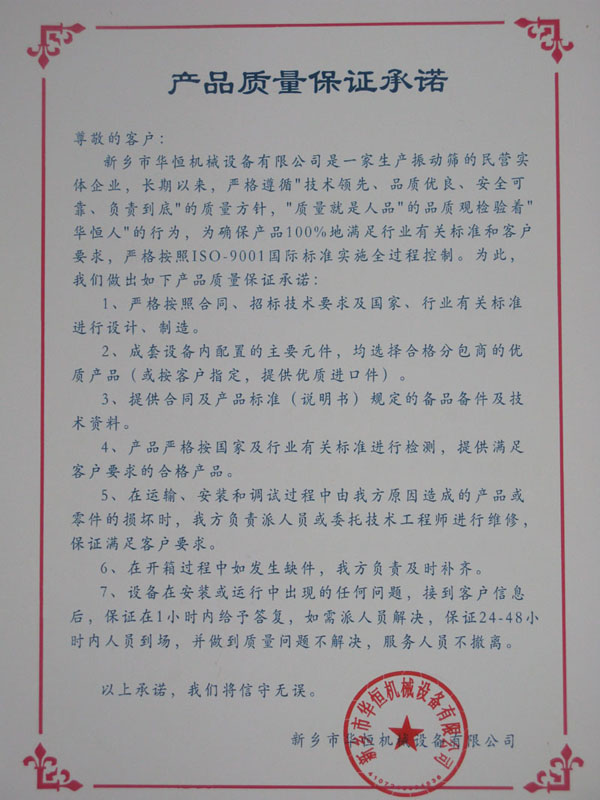 产品质量保证承诺
尊敬的客户：
新乡市华恒机械设备有限公司是一家生产振动筛的民营实
体企业，长期以来，严格遵循"技术领先、品质优良、安全可
靠、负责到底"的质量方针，"质量就是人品"的品质观检验着"
华恒人"的行为，为确保产品100%地满足行业有关标准和客户
要求，严格按照ISO-9001国际标准实施全过程控制。为此，
我们做出如下产品质量保证承诺：
1、严格按照合同、招标技术要求及国家、行业有关标准
进行设计、制造。
2、成套设备内配置的主要元件，均选择合格分包商的优
质产品（或按客户指定，提供优质进口件）。
3、提供合同及产品标准（说明书）规定的备品备件及技
术资料。
4、产品严格按国家及行业有关标准进行检测，提供满足
客户要求的合格产品。
5、在运输、安装和调试过程中由我方原因造成的产品或
零件的损坏时，我方负责派人员或委托技术工程师进行维修，
保证满足客户要求。
6、在开箱过程中如发生缺件，我方负责及时补齐。
7、设备在安装或运行中出现的任何问题，接到客户信息
后，保证在1小时内给予答复，如需派人员解决，保证24-48小
时内人员到场，并做到质量问题不解决，服务人员不撤离。
以上承诺，我们将信守无误。
新乡市华恒机械设备有限公司
新乡市华恒机械设备有限公司